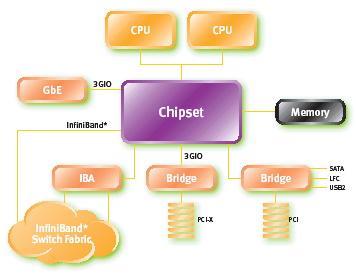 CPU
CPU
3GIO
GbE
Chipset
Memory
InfiniBand*
3GIO
IBA
Bridge
Bridge
SATA
LFC
USB2
PCI-X
PCI
InfiniBand*
Switch Fabric